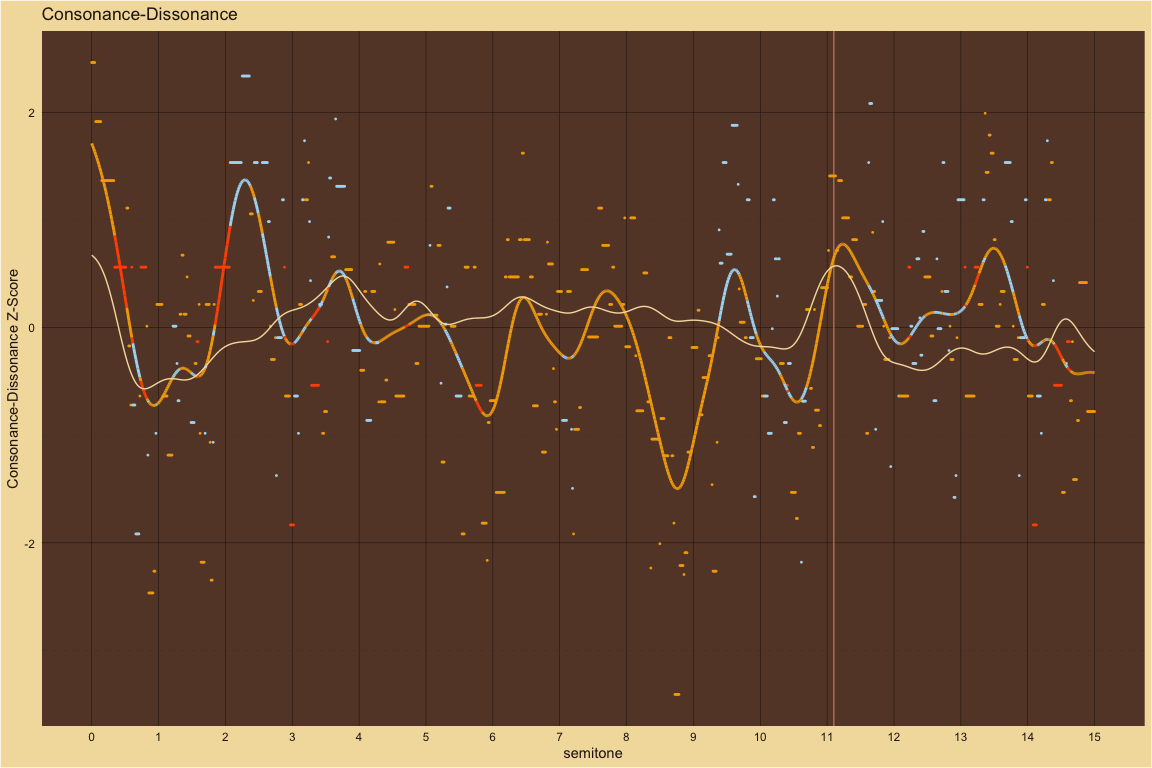 Consonance-Dissonance
Consonance-Dissonance Z-Score
2
0
-2
0 1 2 3 4 5 6 7 8 9 10 11 12 13 14 15
semitone